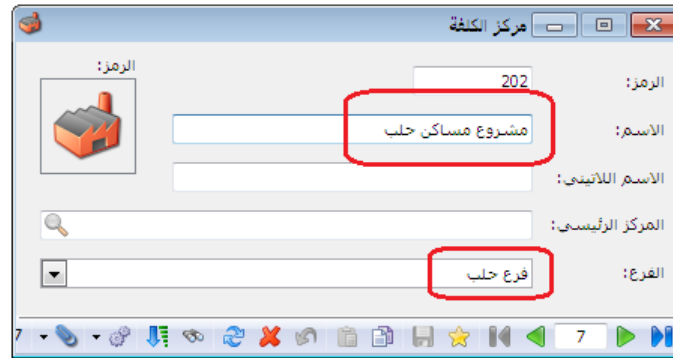 مركز الكلفة
الرمز:
الرمز: 202
الاسم: مشروع مساكن حلب
الاسم اللاتيني:
المركز الرئيسي:
الفرع: فرع حلب
7 7